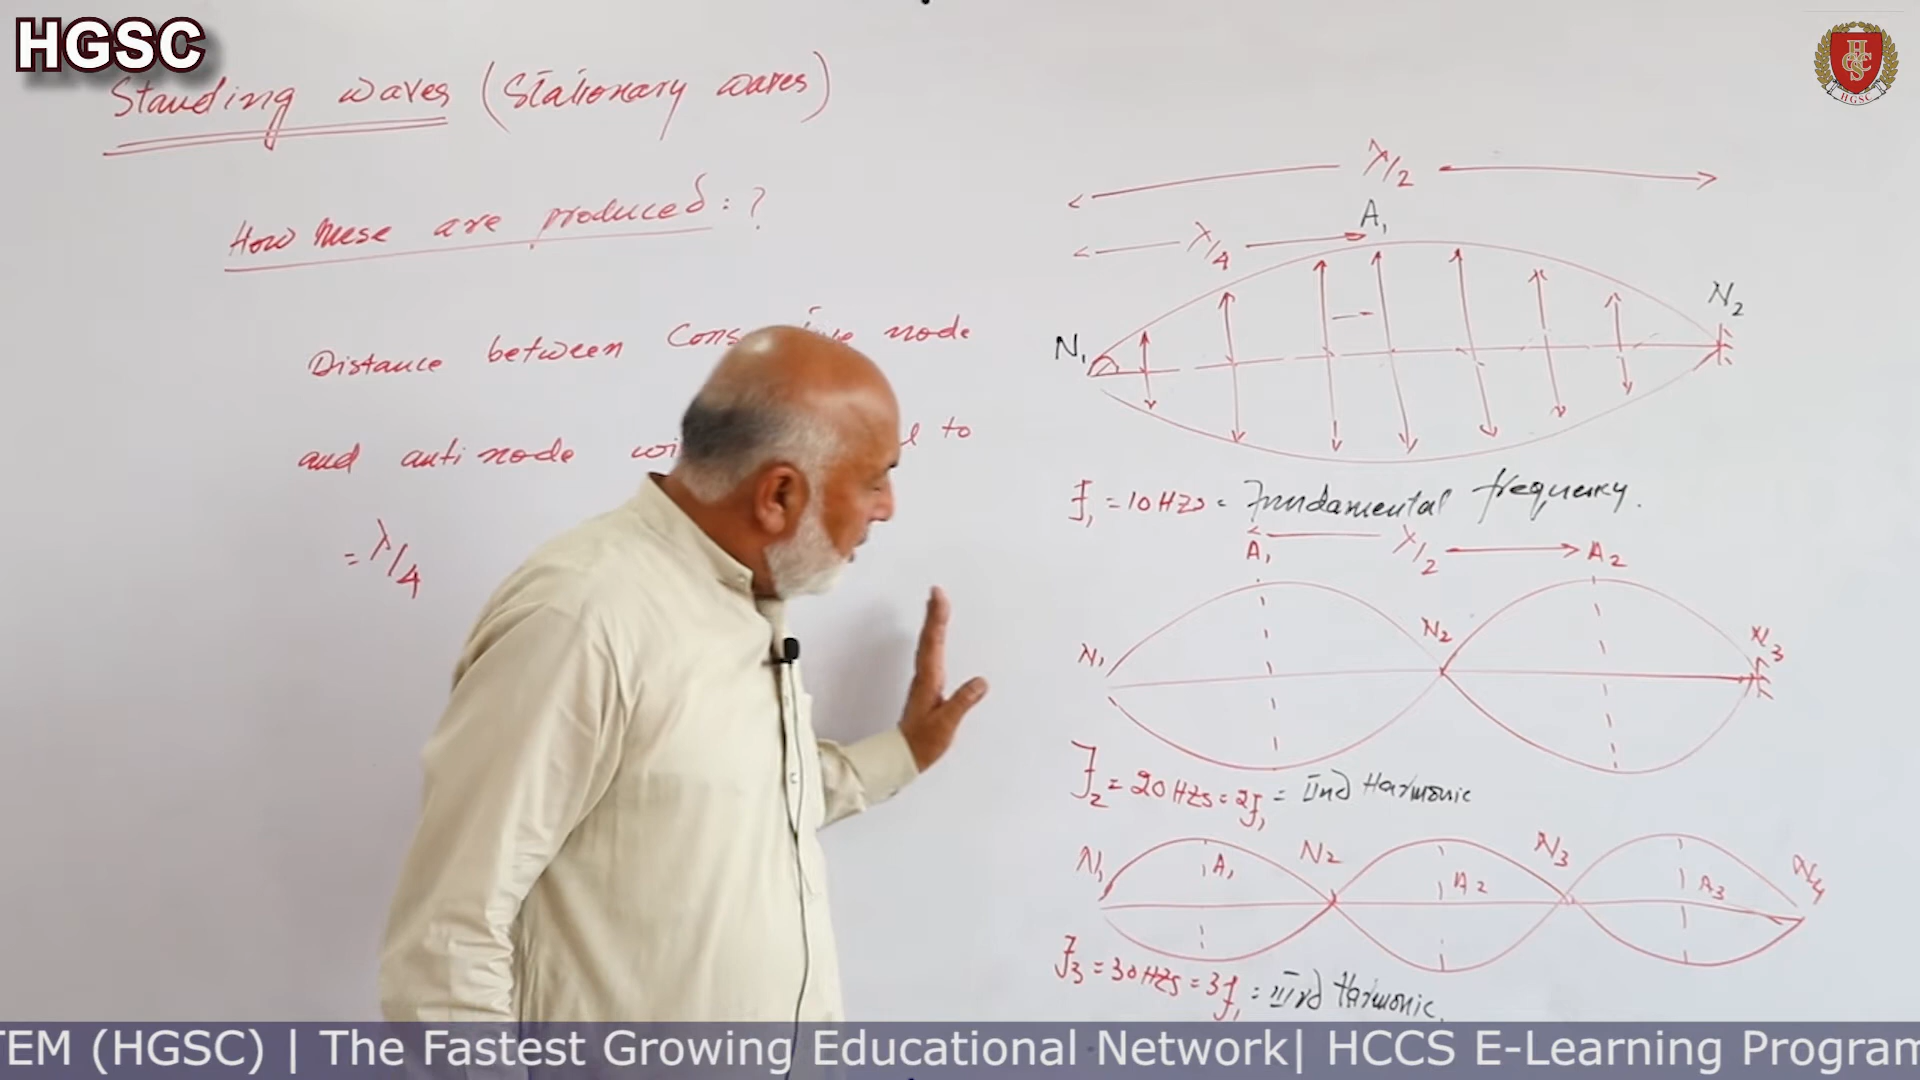 HGSC
Standing waves (Stationary waves)
How these are produced : ?
Distance between node
and anti node to
= λ/4
λ/2
A1
λ/4
N1
N2
f1 = 10 HZs = Fundamental frequency.
A1 λ/2 A2
N1 N2 N3
f2 = 20 HZs = 2f1 = IInd Harmonic
N1 A1 N2 A2 N3 A3 N4
f3 = 30 HZs = 3f1 = IIIrd Harmonic.
HGSC
TEM (HGSC) | The Fastest Growing Educational Network| HCCS E-Learning Program